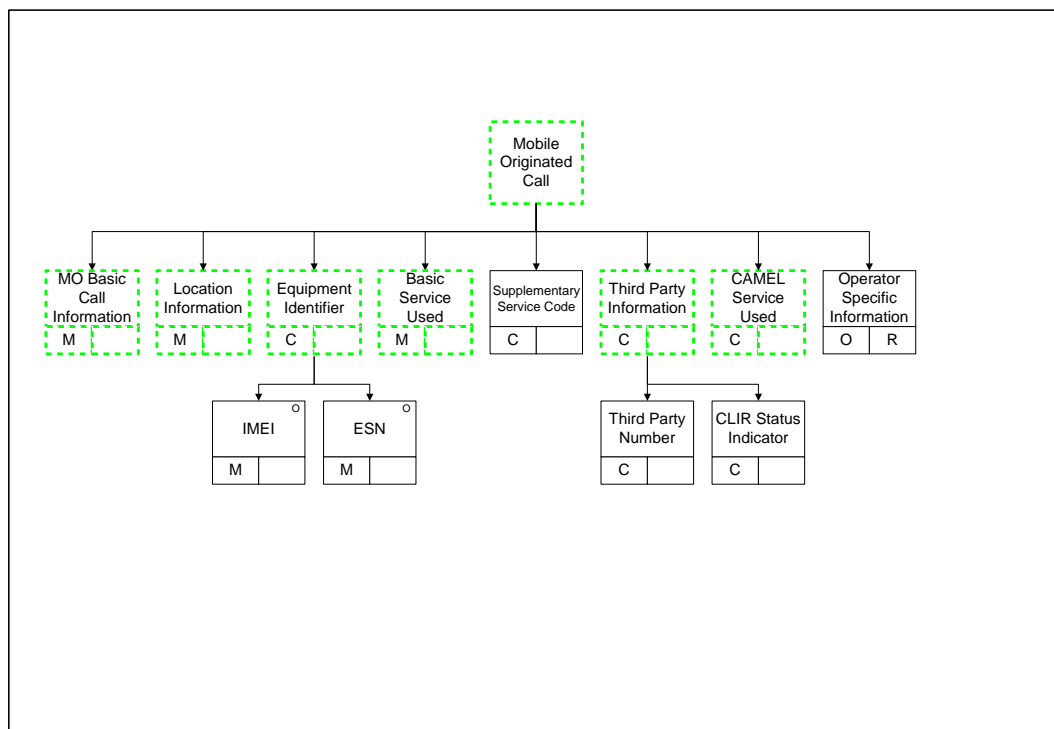 Mobile
Originated
Call
MO Basic
Call
Information
M
Location
Information
M
Equipment
Identifier
C
Basic
Service
Used
M
Supplementary
Service Code
C
Third Party
Information
C
CAMEL
Service
Used
C
Operator
Specific
Information
O R
IMEI
O
M
ESN
O
M
Third Party
Number
C
CLIR Status
Indicator
C